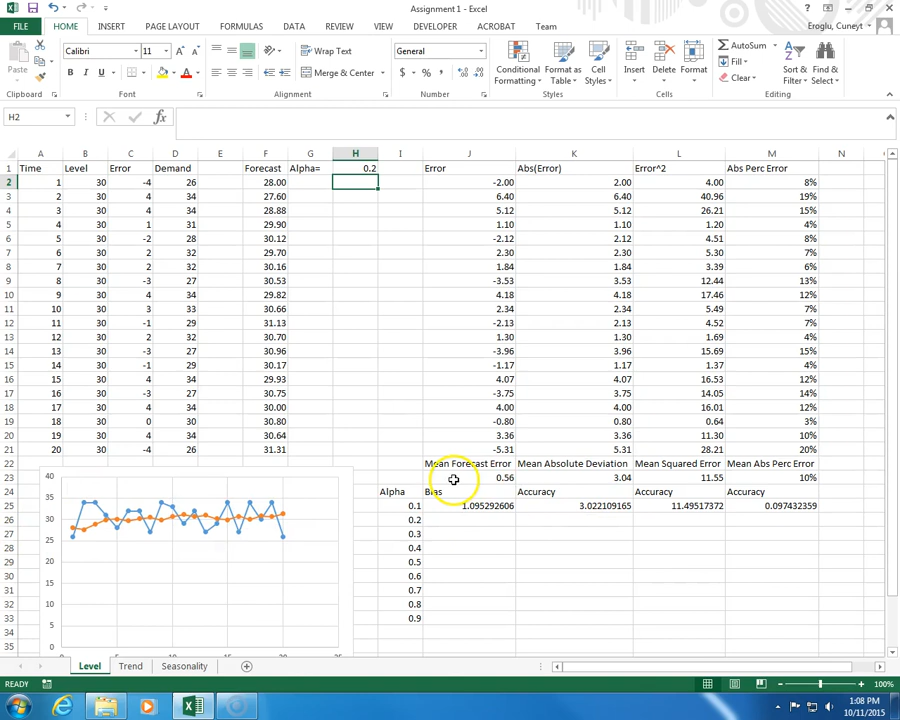 Assignment 1 - Excel
FILE HOME INSERT PAGE LAYOUT FORMULAS DATA REVIEW VIEW DEVELOPER ACROBAT Team Eroglu, Cuneyt
Paste Calibri 11 Wrap Text General Conditional Formatting Format as Table Cell Styles Insert Delete Format AutoSum Fill Clear Sort & Filter Find & Select
B I U Merge & Center $ % ,
Clipboard Font Alignment Number Styles Cells Editing
H2
A B C D E F G H I J K L M N
1 Time Level Error Demand Forecast Alpha= 0.2 Error Abs(Error) Error^2 Abs Perc Error
2 1 30 -4 26 28.00 -2.00 2.00 4.00 8%
3 2 30 4 34 27.60 6.40 6.40 40.96 19%
4 3 30 4 34 28.88 5.12 5.12 26.21 15%
5 4 30 1 31 29.90 1.10 1.10 1.20 4%
6 5 30 -2 28 30.12 -2.12 2.12 4.51 8%
7 6 30 2 32 29.70 2.30 2.30 5.30 7%
8 7 30 2 32 30.16 1.84 1.84 3.39 6%
9 8 30 -3 27 30.53 -3.53 3.53 12.44 13%
10 9 30 4 34 29.82 4.18 4.18 17.46 12%
11 10 30 3 33 30.66 2.34 2.34 5.49 7%
12 11 30 -1 29 31.13 -2.13 2.13 4.52 7%
13 12 30 2 32 30.70 1.30 1.30 1.69 4%
14 13 30 -3 27 30.96 -3.96 3.96 15.69 15%
15 14 30 -1 29 30.17 -1.17 1.17 1.37 4%
16 15 30 4 34 29.93 4.07 4.07 16.53 12%
17 16 30 -3 27 30.75 -3.75 3.75 14.05 14%
18 17 30 4 34 30.00 4.00 4.00 16.01 12%
19 18 30 0 30 30.80 -0.80 0.80 0.64 3%
20 19 30 4 34 30.64 3.36 3.36 11.30 10%
21 20 30 -4 26 31.31 -5.31 5.31 28.21 20%
22 Mean Forecast Error Mean Absolute Deviation Mean Squared Error Mean Abs Perc Error
23 0.56 3.04 11.55 10%
24 Alpha Bias Accuracy Accuracy Accuracy
25 0.1 1.095292606 3.022109165 11.49517372 0.097432359
26 0.2
27 0.3
28 0.4
29 0.5
30 0.6
31 0.7
32 0.8
33 0.9
34
35
40
35
30
25
20
15
10
5
0
Level Trend Seasonality
READY 100%
1:08 PM
10/11/2015